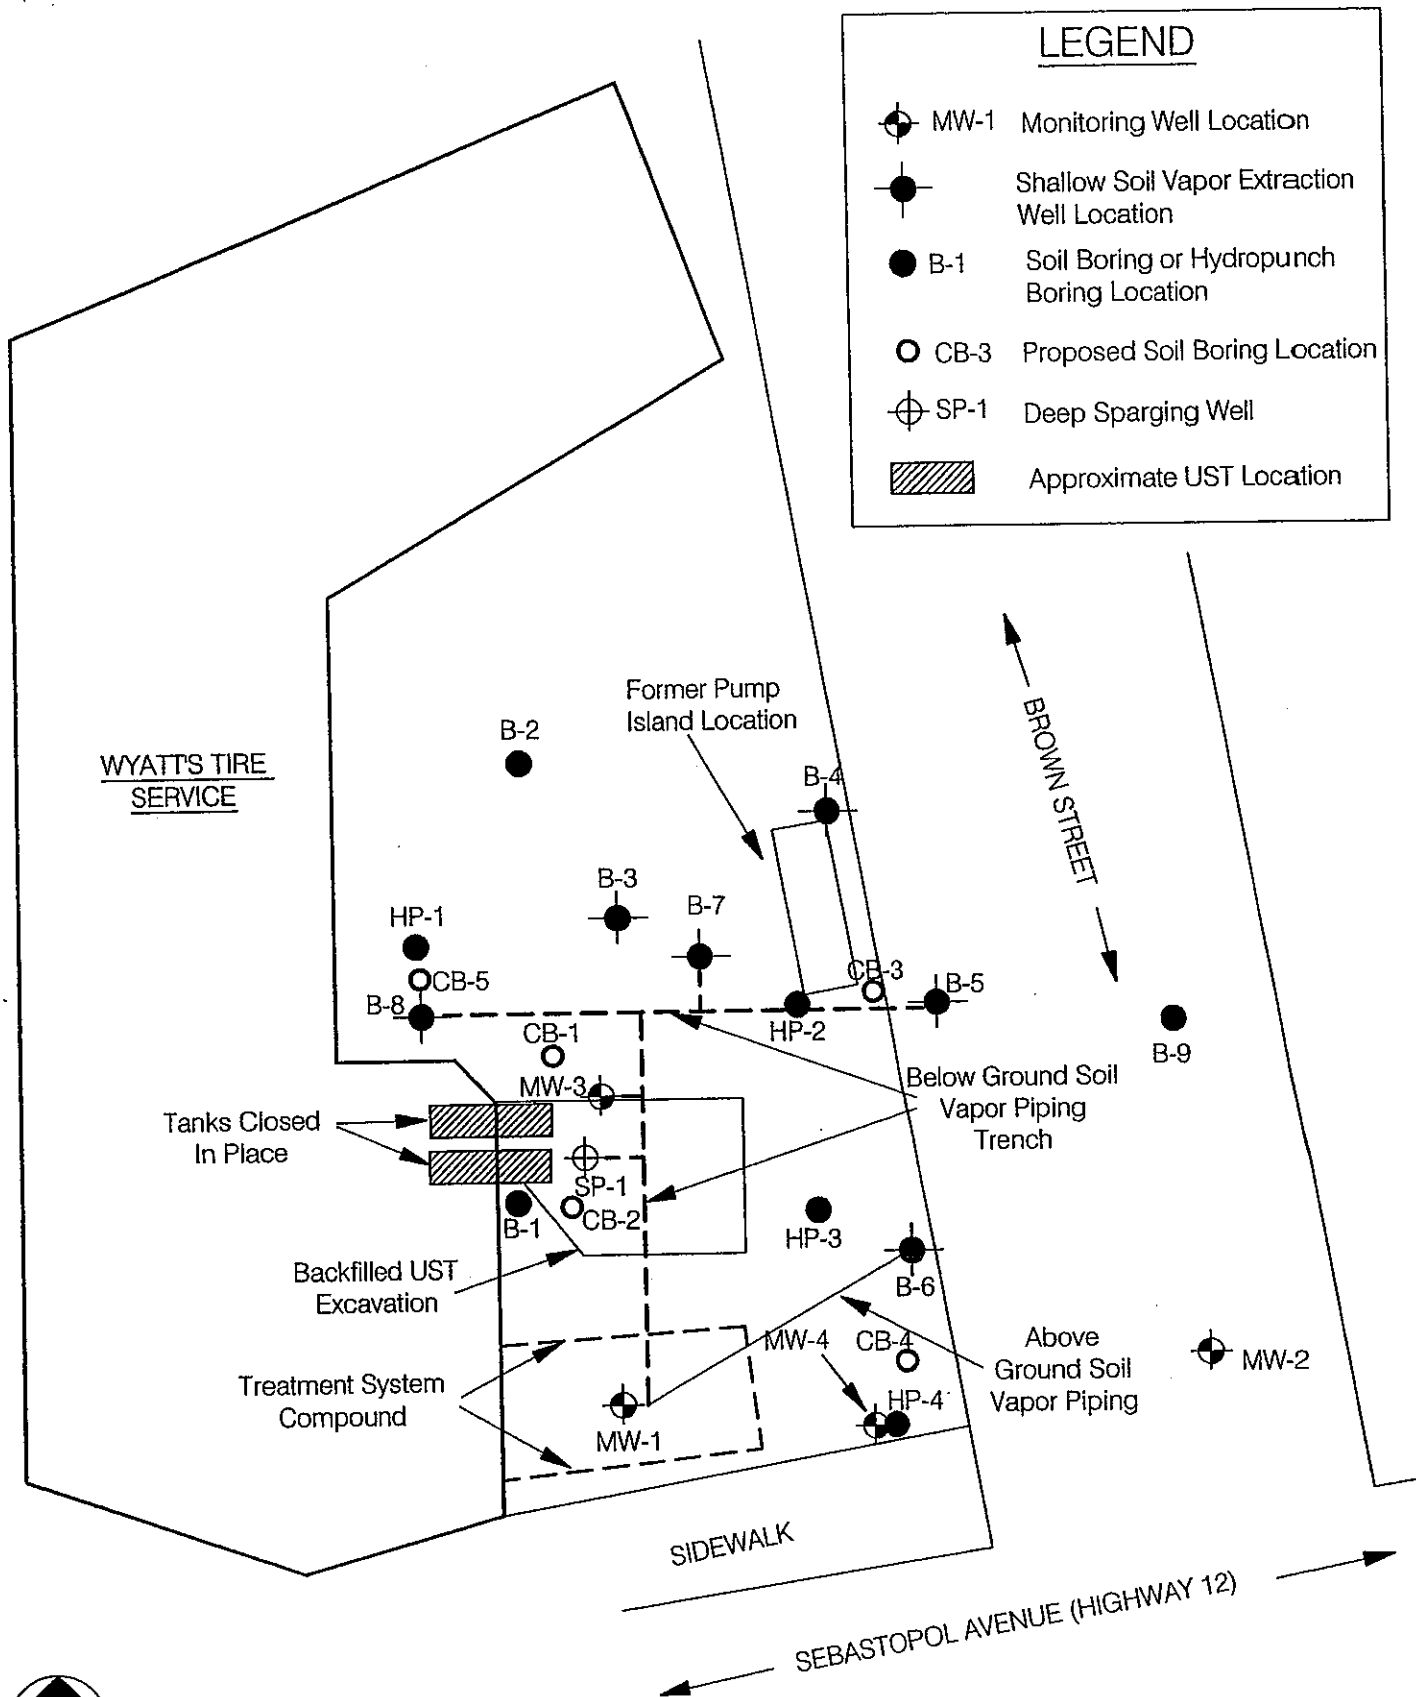 LEGEND
MW-1 Monitoring Well Location
Shallow Soil Vapor Extraction
Well Location
B-1 Soil Boring or Hydropunch
Boring Location
CB-3 Proposed Soil Boring Location
SP-1 Deep Sparging Well
Approximate UST Location
Former Pump
Island Location
B-2
WYATT'S TIRE
SERVICE
B-4
BROWN STREET
B-3
B-7
HP-1
CB-5
CB-3
B-5
B-8
HP-2
CB-1
B-9
MW-3
Below Ground Soil
Vapor Piping
Trench
Tanks Closed
In Place
SP-1
CB-2
B-1
HP-3
B-6
Backfilled UST
Excavation
MW-4
CB-4
Above
Ground Soil
Vapor Piping
MW-2
Treatment System
Compound
HP-4
MW-1
SIDEWALK
SEBASTOPOL AVENUE (HIGHWAY 12)